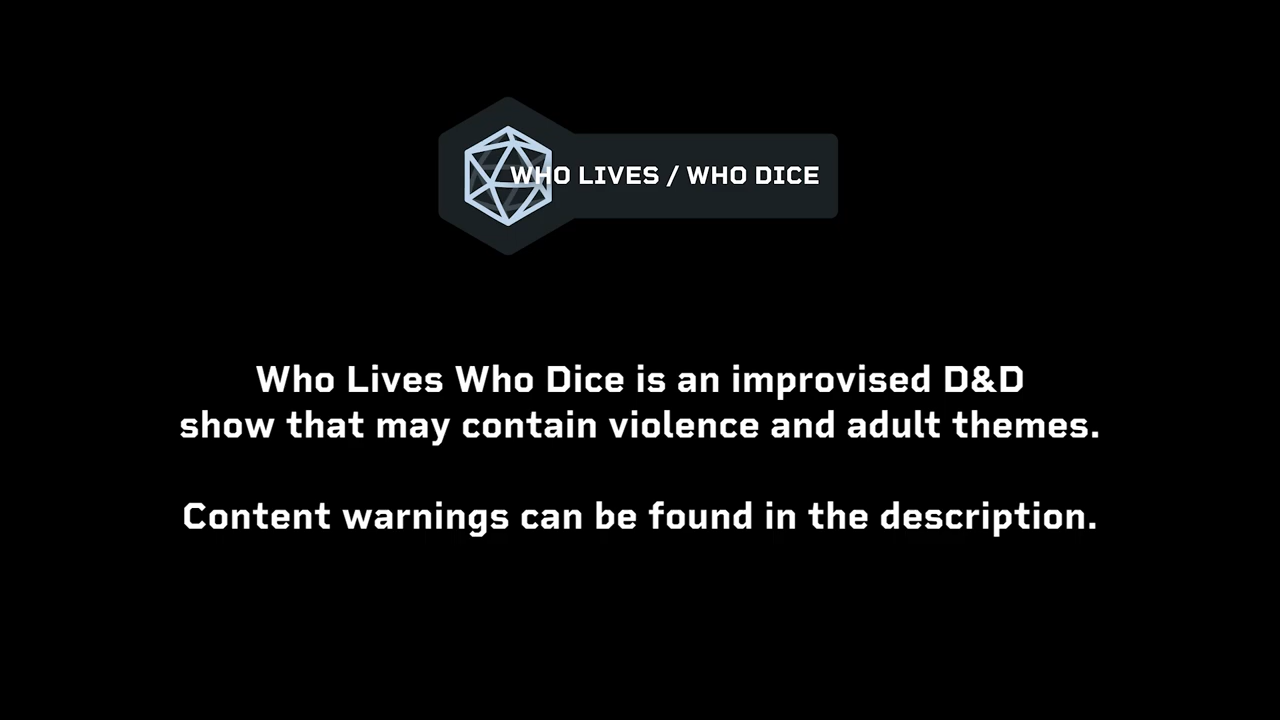 WHO LIVES / WHO DICE
Who Lives Who Dice is an improvised D&D
show that may contain violence and adult themes.
Content warnings can be found in the description.